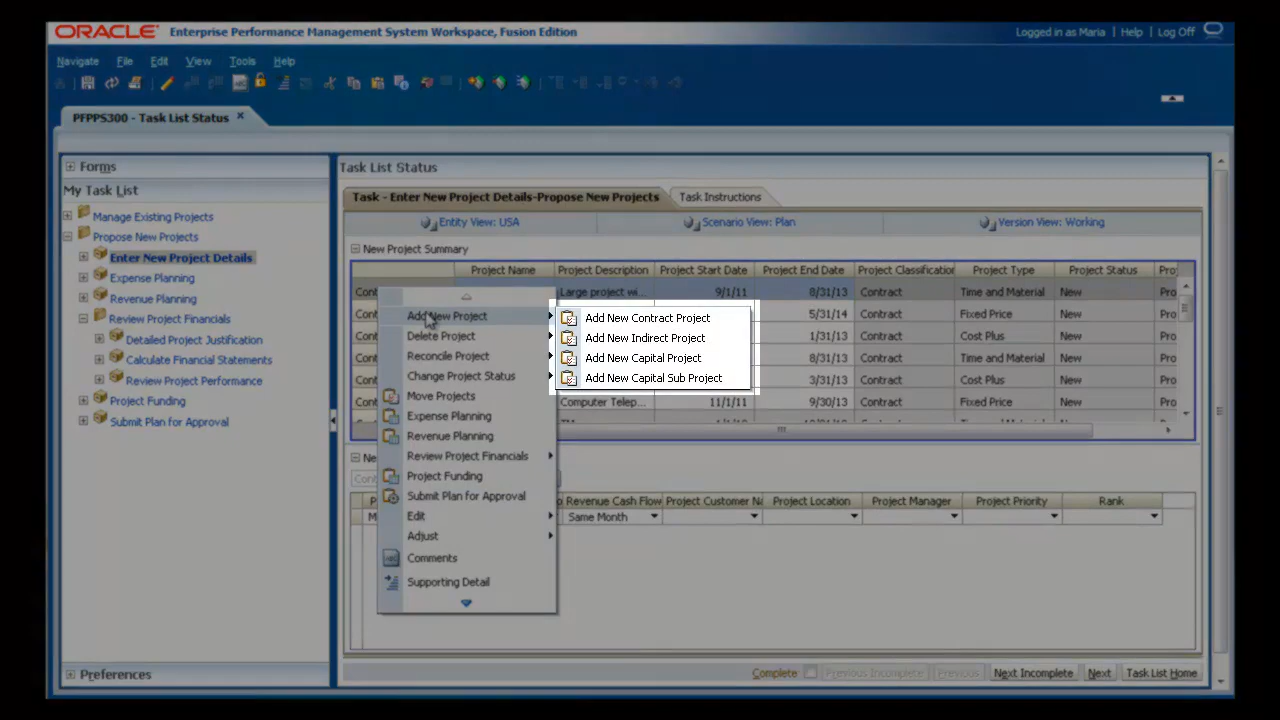 ORACLE Enterprise Performance Management System Workspace, Fusion Edition
Logged in as Maria | Help | Log Off
Navigate File Edit View Tools Help
PFPPS300 - Task List Status
Forms
My Task List
Manage Existing Projects
Propose New Projects
Enter New Project Details
Expense Planning
Revenue Planning
Review Project Financials
Detailed Project Justification
Calculate Financial Statements
Review Project Performance
Project Funding
Submit Plan for Approval
Preferences
Task List Status
Task - Enter New Project Details-Propose New Projects Task Instructions
Entity View: USA Scenario View: Plan Version View: Working
New Project Summary
Project Name Project Description Project Start Date Project End Date Project Classification Project Type Project Status Pro
Cont Large project wi... 9/1/11 8/31/13 Contract Time and Material New Pro
Cont 5/31/14 Contract Fixed Price New Pro
1/31/13 Contract Cost Plus New Pro
8/31/13 Contract Time and Material New Pro
3/31/13 Contract Cost Plus New Pro
Computer Telep... 11/1/11 9/30/13 Contract Fixed Price New Pro
Add New Project
Delete Project
Reconcile Project
Change Project Status
Move Projects
Expense Planning
Revenue Planning
Review Project Financials
Project Funding
Submit Plan for Approval
Edit
Adjust
Comments
Supporting Detail
Add New Contract Project
Add New Indirect Project
Add New Capital Project
Add New Capital Sub Project
Ne
Revenue Cash Flow Project Customer Na Project Location Project Manager Project Priority Rank
Same Month
Complete Previous Incomplete Previous Next Incomplete Next Task List Home